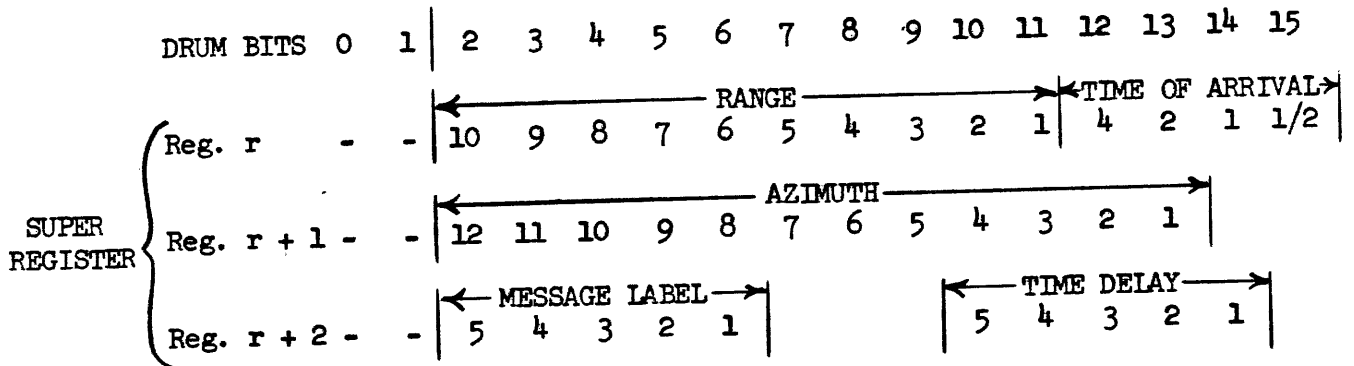 DRUM BITS 0 1 2 3 4 5 6 7 8 9 10 11 12 13 14 15
RANGE TIME OF ARRIVAL
Reg. r - - 10 9 8 7 6 5 4 3 2 1 4 2 1 1/2
AZIMUTH
SUPER REGISTER
Reg. r + 1 - - 12 11 10 9 8 7 6 5 4 3 2 1
MESSAGE LABEL TIME DELAY
Reg. r + 2 - - 5 4 3 2 1 5 4 3 2 1